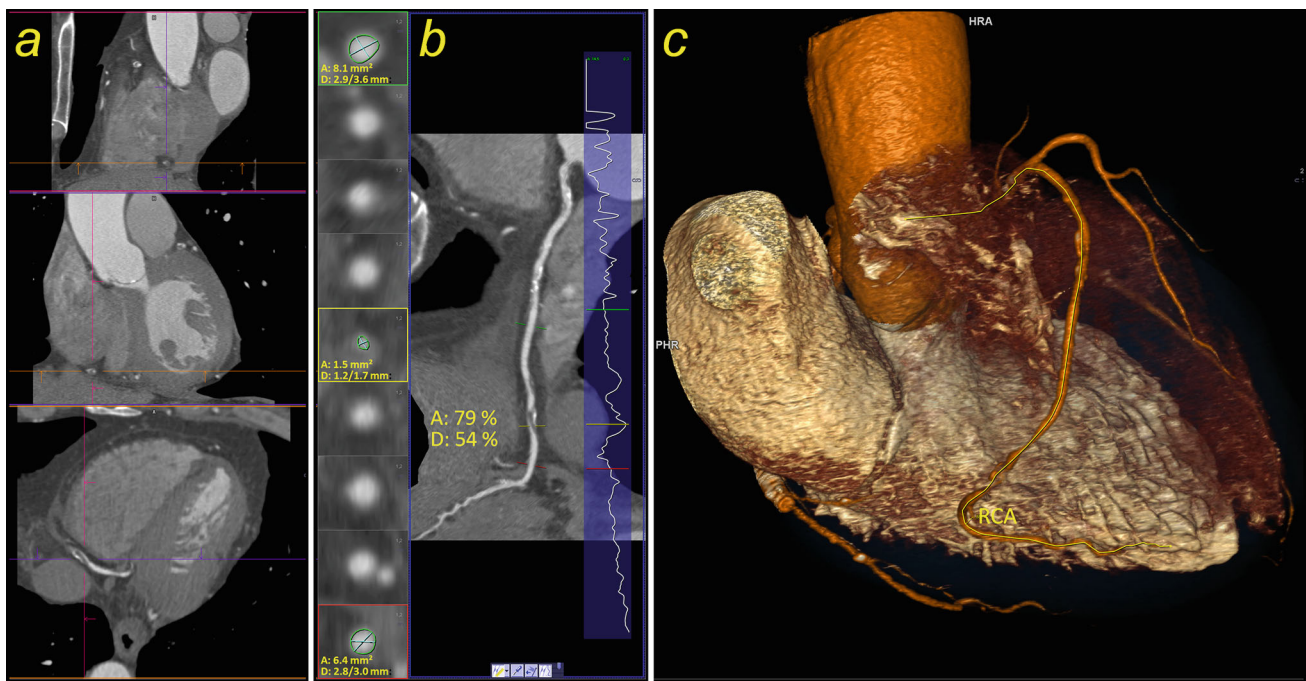 a
b
c
A: 8.1 mm²
D: 2.9/3.6 mm
A: 1.5 mm²
D: 1.2/1.7 mm
A: 6.4 mm²
D: 2.8/3.0 mm
A: 79 %
D: 54 %
HRA
PHR
RCA